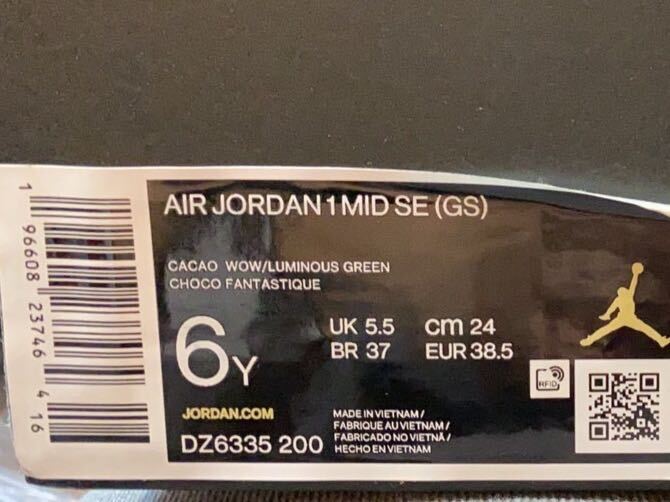 AIR JORDAN 1 MID SE (GS)
CACAO WOW/LUMINOUS GREEN
CHOCO FANTASTIQUE
6Y
UK 5.5 cm 24
BR 37 EUR 38.5
RFID
JORDAN.COM
DZ6335 200
MADE IN VIETNAM /
FABRIQUE AU VIETNAM /
FABRICADO NO VIETNÃ /
HECHO EN VIETNAM
1 96608 23746 4 16